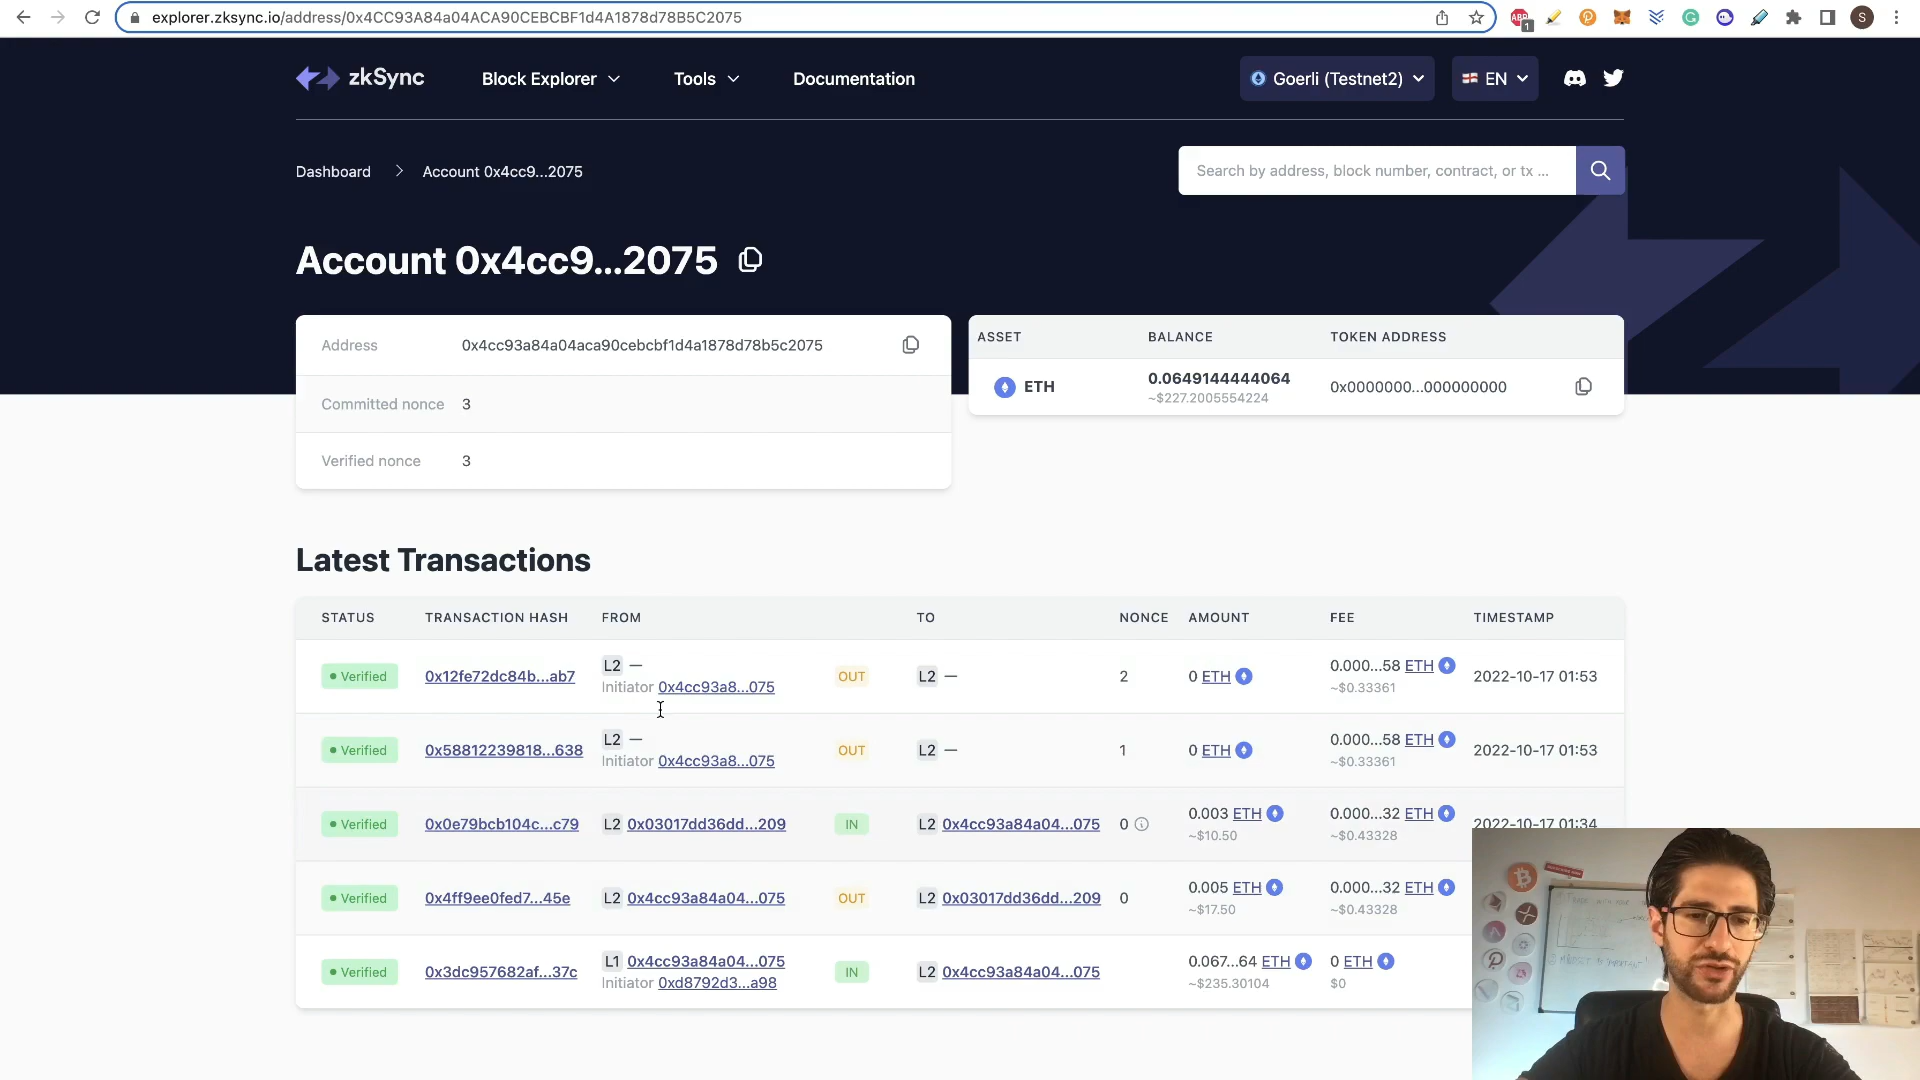 explorer.zksync.io/address/0x4CC93A84a04ACA90CEBCBF1d4A1878d78B5C2075
ABP
1
S
zkSync
Block Explorer
Tools
Documentation
Goerli (Testnet2)
EN
Dashboard
Account 0x4cc9...2075
Search by address, block number, contract, or tx ...
Account 0x4cc9...2075
Address 0x4cc93a84a04aca90cebcbf1d4a1878d78b5c2075
Committed nonce 3
Verified nonce 3
ASSET BALANCE TOKEN ADDRESS
ETH 0.0649144444064 0x0000000...000000000
~$227.2005554224
Latest Transactions
STATUS TRANSACTION HASH FROM TO NONCE AMOUNT FEE TIMESTAMP
Verified 0x12fe72dc84b...ab7 L2 — OUT L2 — 2 0 ETH 0.000...58 ETH 2022-10-17 01:53
Initiator 0x4cc93a8...075 ~$0.33361
Verified 0x58812239818...638 L2 — OUT L2 — 1 0 ETH 0.000...58 ETH 2022-10-17 01:53
Initiator 0x4cc93a8...075 ~$0.33361
Verified 0x0e79bcb104c...c79 L2 0x03017dd36dd...209 IN L2 0x4cc93a84a04...075 0 0.003 ETH 0.000...32 ETH 2022-10-17 01:34
~$10.50 ~$0.43328
Verified 0x4ff9ee0fed7...45e L2 0x4cc93a84a04...075 OUT L2 0x03017dd36dd...209 0 0.005 ETH 0.000...32 ETH
~$17.50 ~$0.43328
Verified 0x3dc957682af...37c L1 0x4cc93a84a04...075 IN L2 0x4cc93a84a04...075 0.067...64 ETH 0 ETH
Initiator 0xd8792d3...a98 ~$235.30104 $0